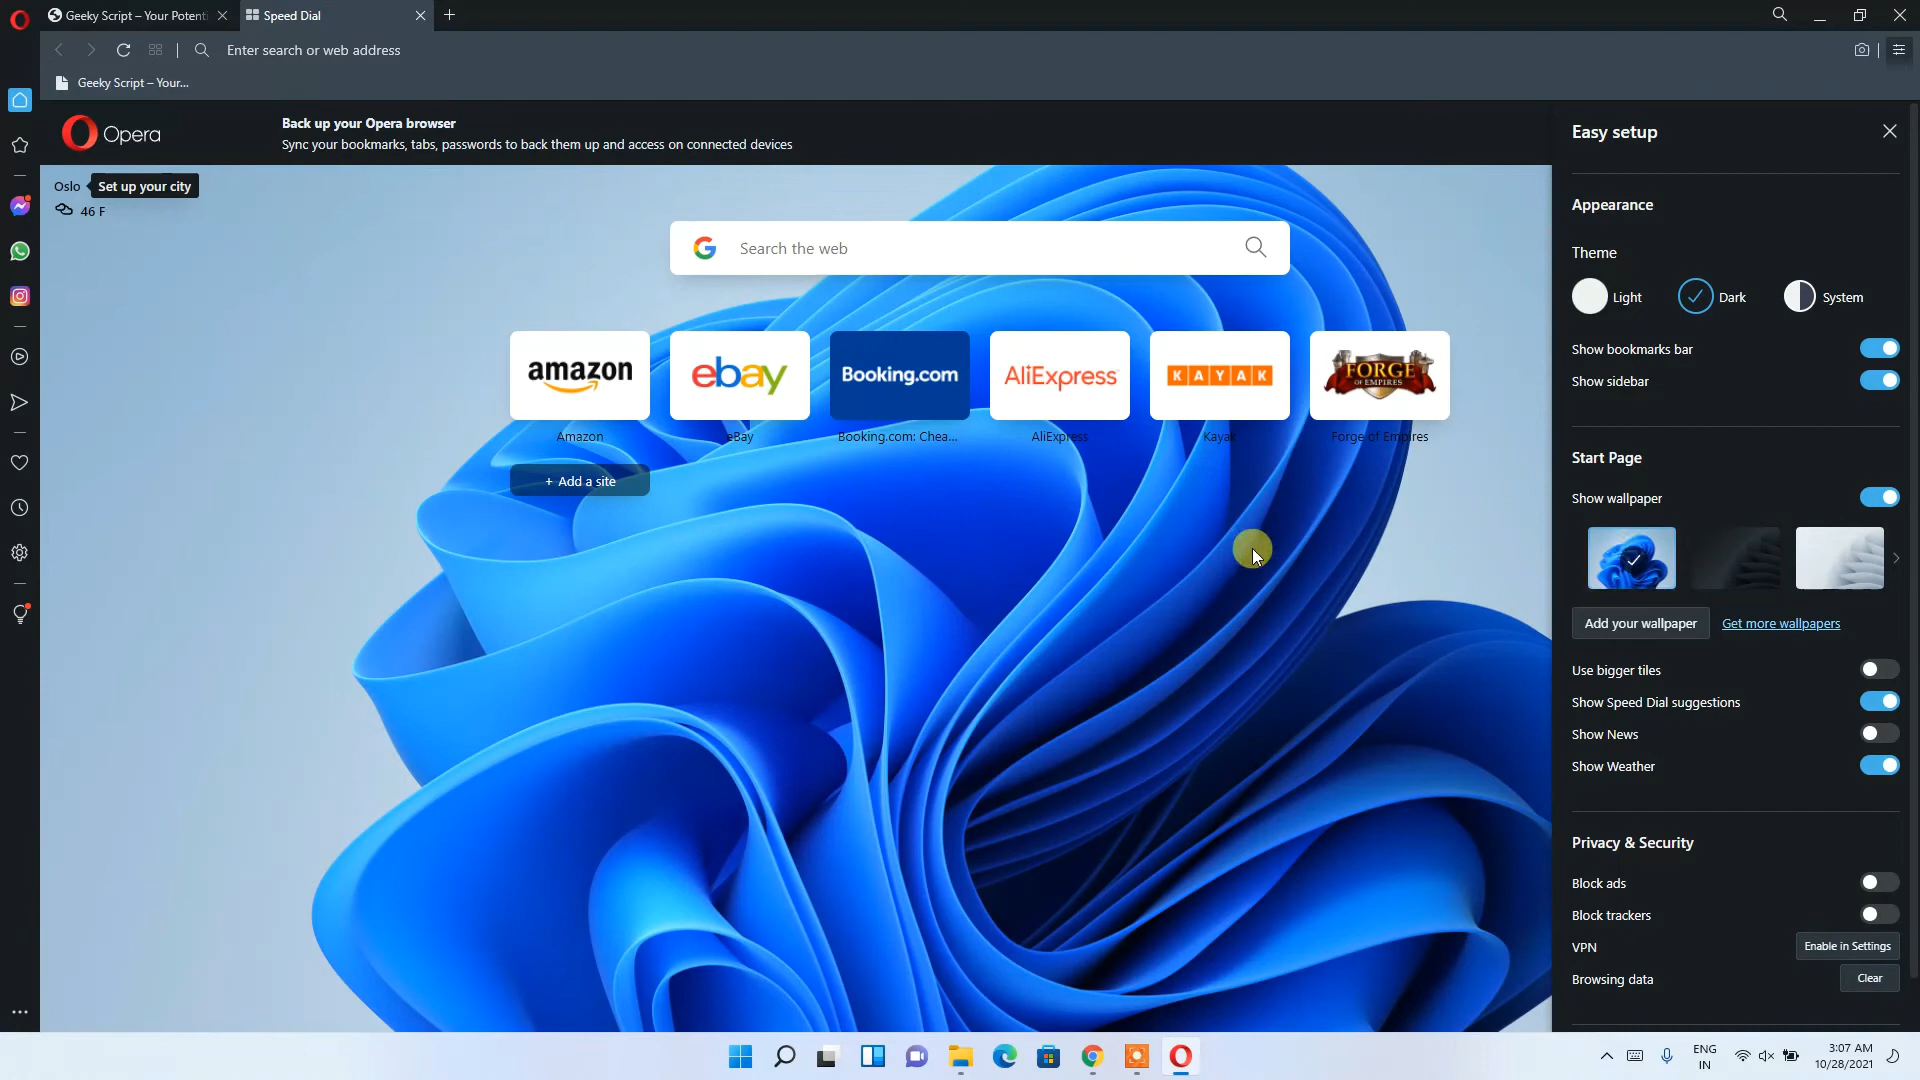 Geeky Script – Your Potenti
Speed Dial
Enter search or web address
Geeky Script – Your...
Opera
Back up your Opera browser
Sync your bookmarks, tabs, passwords to back them up and access on connected devices
Oslo
Set up your city
46 F
Search the web
amazon
ebay
Booking.com
AliExpress
KAYAK
FORGE
OF EMPIRES
Amazon
eBay
Booking.com: Chea...
AliExpress
Kayak
Forge of Empires
+ Add a site
Easy setup
Appearance
Theme
Light
Dark
System
Show bookmarks bar
Show sidebar
Start Page
Show wallpaper
Add your wallpaper
Get more wallpapers
Use bigger tiles
Show Speed Dial suggestions
Show News
Show Weather
Privacy & Security
Block ads
Block trackers
VPN
Enable in Settings
Browsing data
Clear
ENG
IN
3:07 AM
10/28/2021